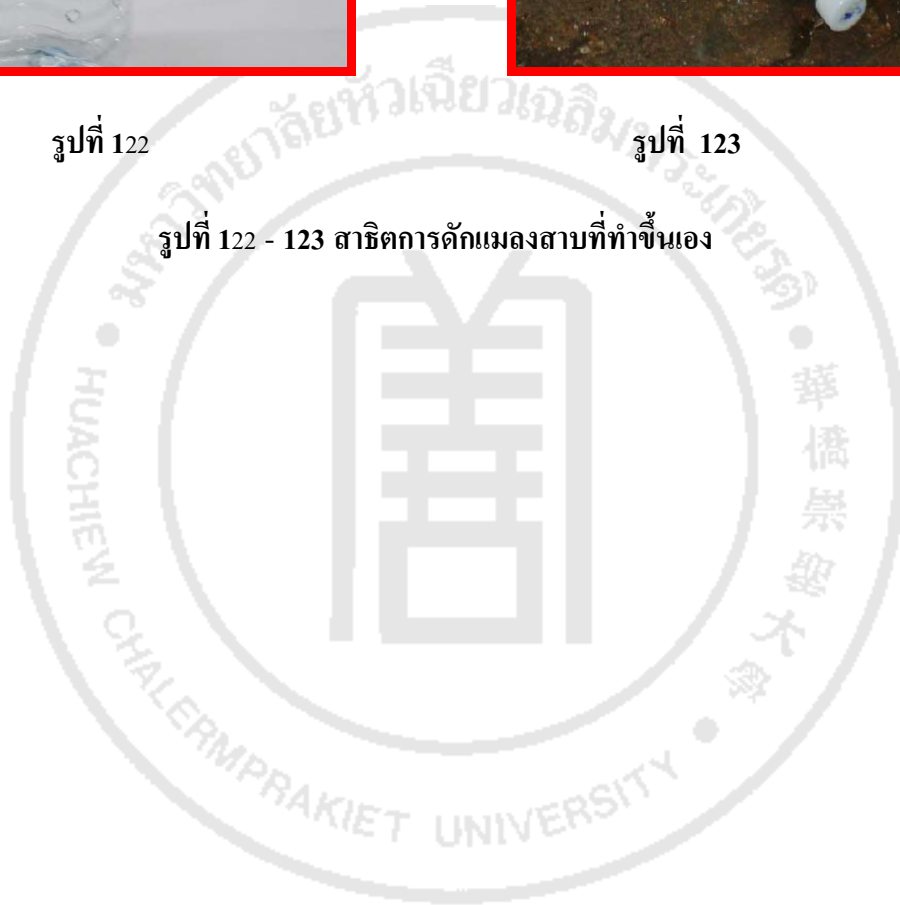 รูปที่ 122
รูปที่ 123
รูปที่ 122 - 123 สาธิตการดักแมลงสาบที่ทำขึ้นเอง
มหาวิทยาลัยหัวเฉียวเฉลิมพระเกียรติ
HUACHIEW CHALERMPRAKIET UNIVERSITY
華僑崇聖大學